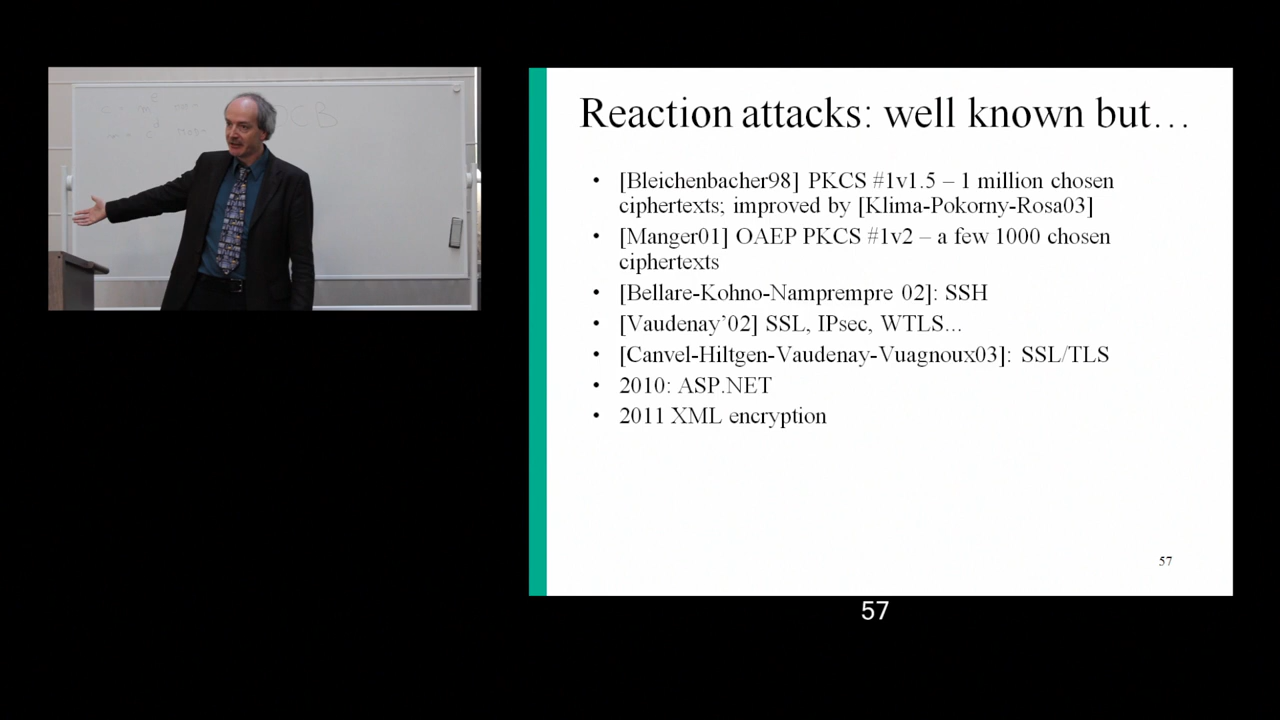 OCB
Reaction attacks: well known but…
• [Bleichenbacher98] PKCS #1v1.5 – 1 million chosen
ciphertexts; improved by [Klima-Pokorny-Rosa03]
• [Manger01] OAEP PKCS #1v2 – a few 1000 chosen
ciphertexts
• [Bellare-Kohno-Namprempre 02]: SSH
• [Vaudenay’02] SSL, IPsec, WTLS...
• [Canvel-Hiltgen-Vaudenay-Vuagnoux03]: SSL/TLS
• 2010: ASP.NET
• 2011 XML encryption
57
57